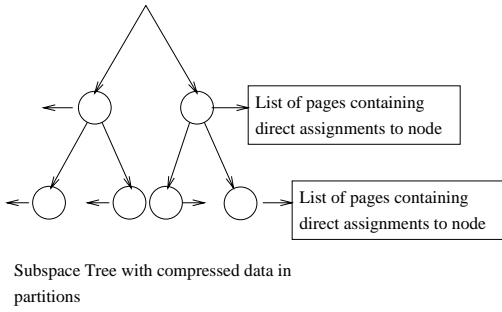 List of pages containing
direct assignments to node
List of pages containing
direct assignments to node
Subspace Tree with compressed data in
partitions